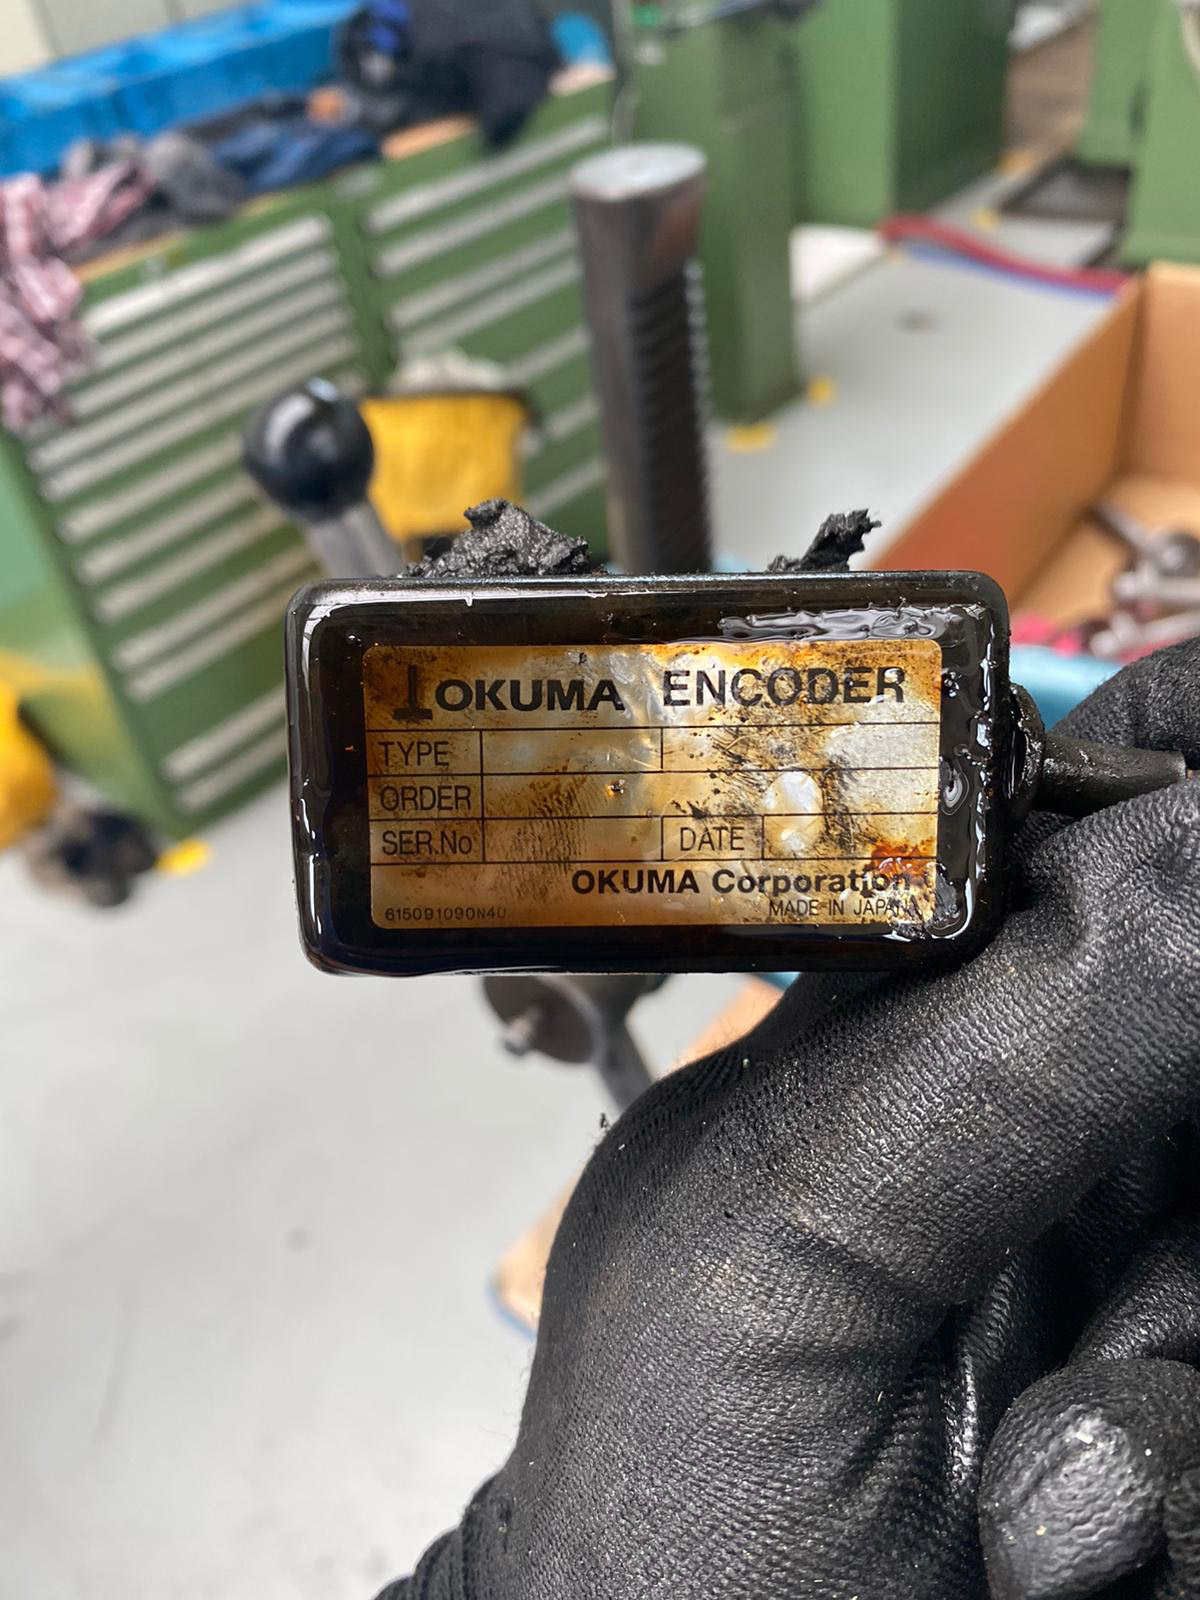 OKUMA ENCODER
TYPE
ORDER
SER.No DATE
OKUMA Corporation
615091090N40 MADE IN JAPAN